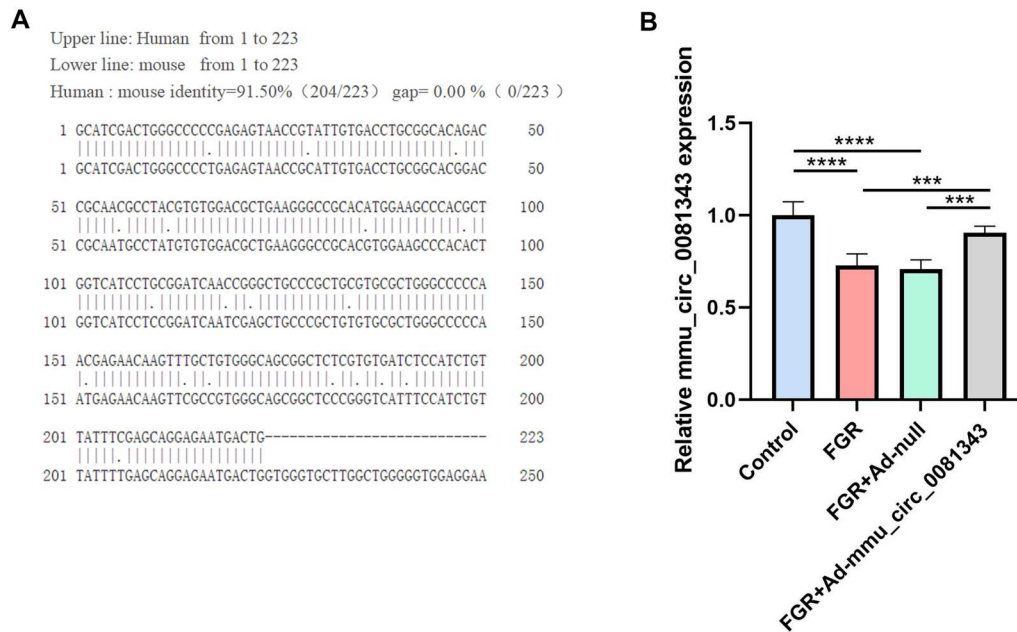 A
Upper line: Human from 1 to 223
Lower line: mouse from 1 to 223
Human : mouse identity=91.50%（204/223）gap= 0.00 %（ 0/223 ）
1 GCATCGACTGGGCCCCCGAGAGTAACCGTATTGTGACCTGCGGCACAGAC 50
|||||||||||||||||.||||||||||.|||||||||||||||||.|||
1 GCATCGACTGGGCCCCTGAGAGTAACCGCATTGTGACCTGCGGCACGGAC 50
51 CGCAACGCCTACGTGTGGACGCTGAAGGGCCGCACATGGAAGCCCACGCT 100
|||||.|||||.|||||||||||||||||||||||.|||||||||||.||
51 CGCAATGCCTATGTGTGGACGCTGAAGGGCCGCACGTGGAAGCCCACACT 100
101 GGTCATCCTGCGGATCAACCGGGCTGCCCGCTGCGTGCGCTGGGCCCCCA 150
|||||||||.||||||||.||.|||||||||||.||||||||||||||||
101 GGTCATCCTCCGGATCAATCGAGCTGCCCGCTGTGTGCGCTGGGCCCCCA 150
151 ACGAGAACAAGTTTGCTGTGGGCAGCGGCTCTCGTGTGATCTCCATCTGT 200
|.|||||||||||.||.||||||||||||||.||.||.||.|||||||||
151 ATGAGAACAAGTTCGCCGTGGGCAGCGGCTCCCGGGTCATTTCCATCTGT 200
201 TATTTCGAGCAGGAGAATGACTG--------------------------- 223
|||||.|||||||||||||||||
201 TATTTTGAGCAGGAGAATGACTGGTGGGTGCTTGGCTGGGGGTGGAGGAA 250
B
Relative mmu_circ_0081343 expression
1.5
1.0
0.5
0.0
****
****
***
***
Control
FGR
FGR+Ad-null
FGR+Ad-mmu_circ_0081343